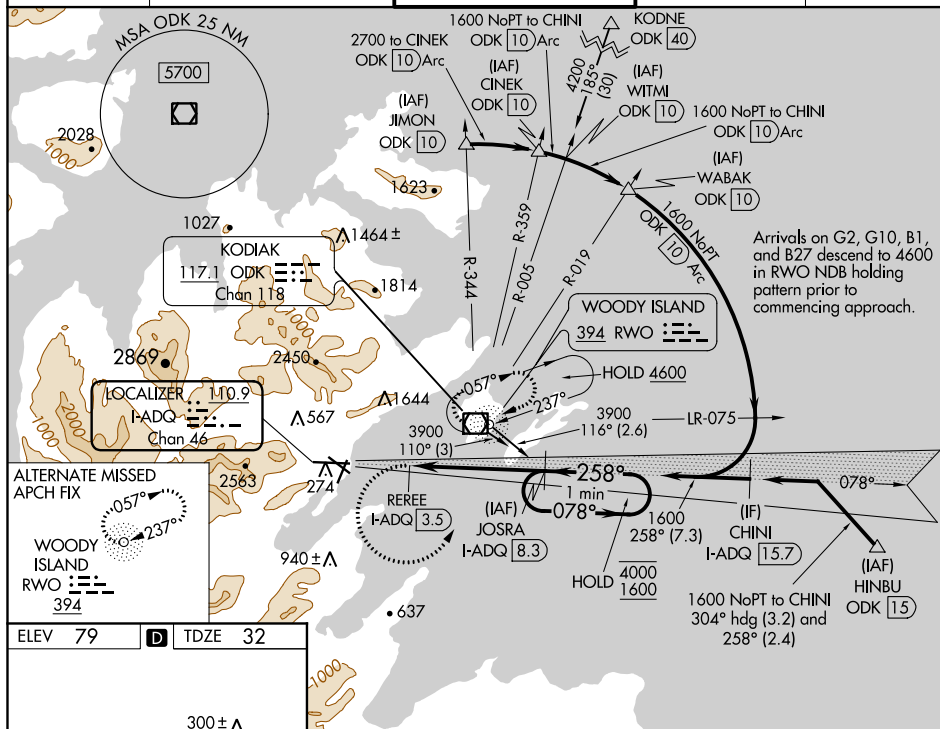 MSA ODK 25 NM
5700
1600 NoPT to CHINI
ODK 10 Arc
KODNE
ODK 40
2700 to CINEK
ODK 10 Arc
(IAF)
CINEK
ODK 10
4200
185°
(30)
(IAF)
WITMI
ODK 10
(IAF)
JIMON
ODK 10
1600 NoPT to CHINI
ODK 10 Arc
(IAF)
WABAK
ODK 10
2028
1000
1623
1027
1464±
R-344
R-359
R-005
R-019
1600 NoPT
ODK 10 Arc
Arrivals on G2, G10, B1,
and B27 descend to 4600
in RWO NDB holding
pattern prior to
commencing approach.
KODIAK
117.1 ODK
Chan 118
1814
1000
WOODY ISLAND
394 RWO
2869
2450
HOLD 4600
057°
237°
LOCALIZER 110.9
I-ADQ
Chan 46
567
1644
3900
110° (3)
3900
116° (2.6)
LR-075
2000
1000
2563
274
ALTERNATE MISSED
APCH FIX
057°
237°
WOODY
ISLAND
RWO
394
REREE
I-ADQ 3.5
258°
1 min
078°
(IAF)
JOSRA
I-ADQ 8.3
1600
258° (7.3)
(IF)
CHINI
I-ADQ 15.7
078°
HOLD 4000
1600
(IAF)
HINBU
ODK 15
1600 NoPT to CHINI
304° hdg (3.2) and
258° (2.4)
940±
637
ELEV 79 D TDZE 32
1000
300±